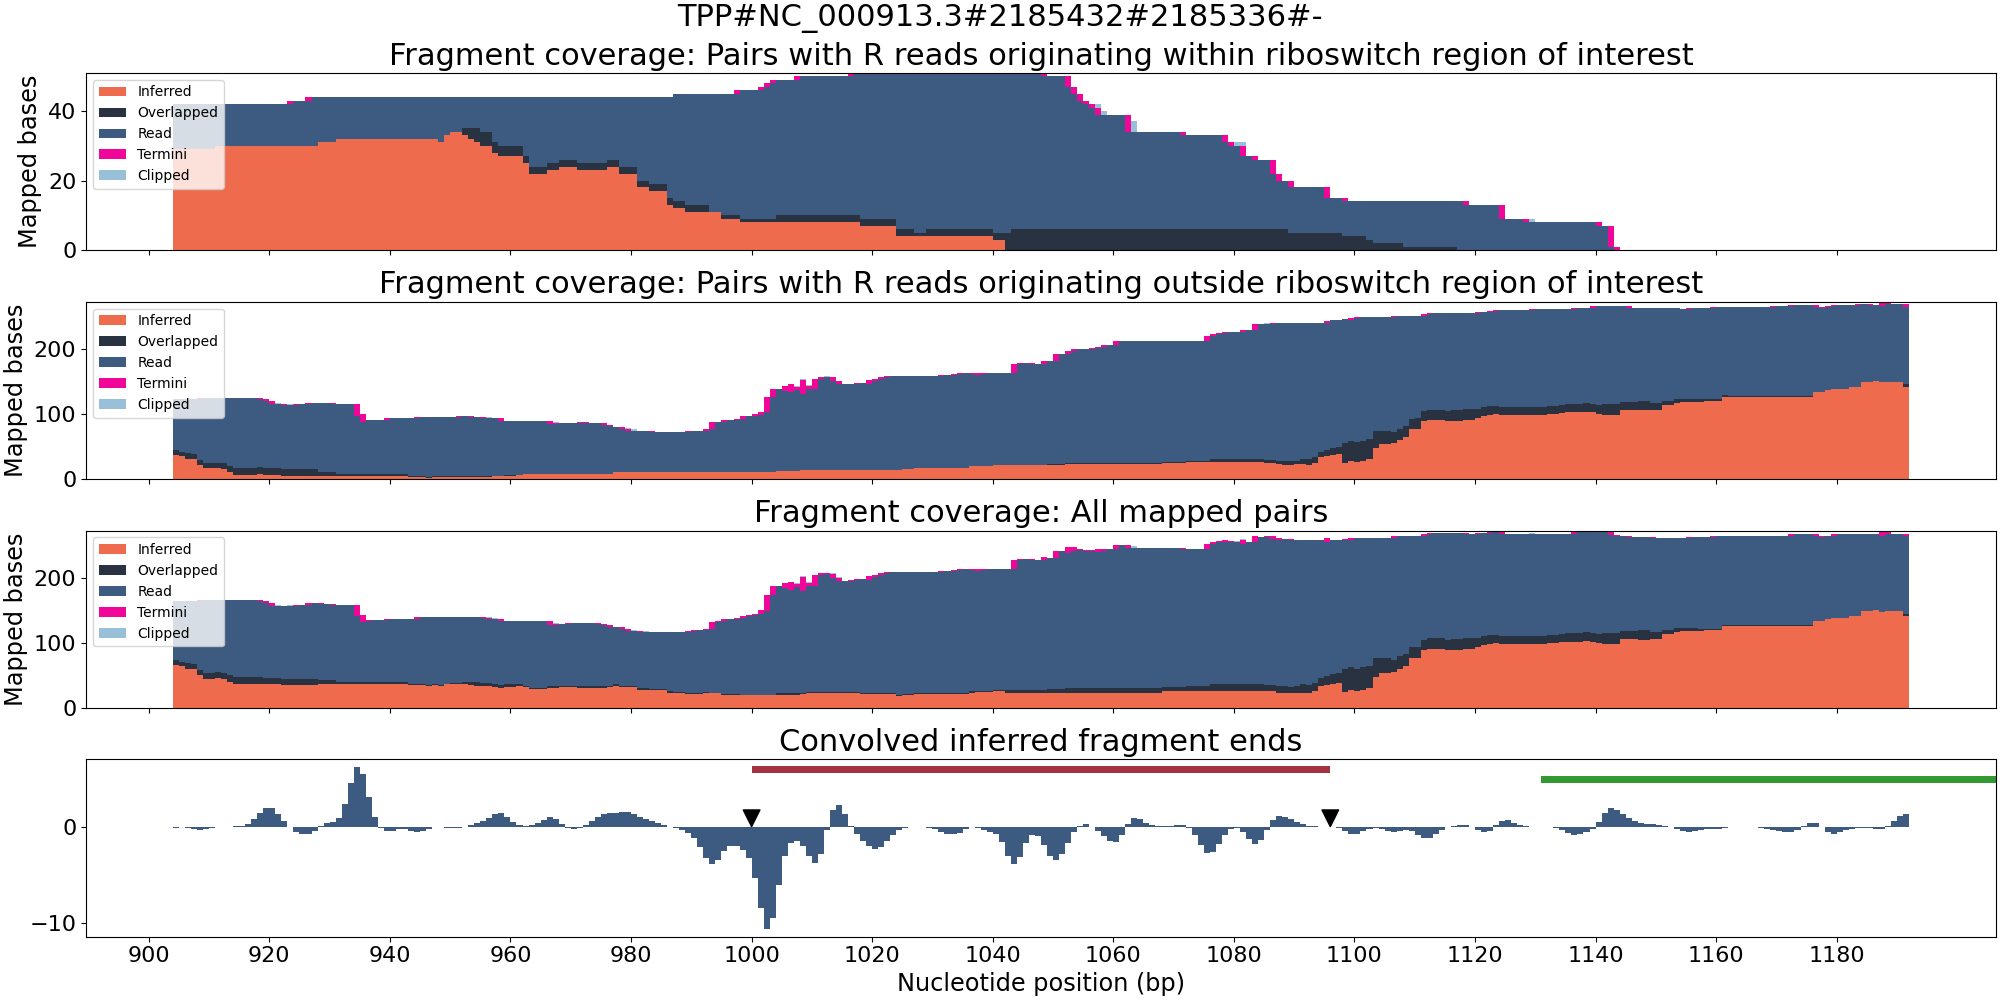 TPP#NC_000913.3#2185432#2185336#-
Fragment coverage: Pairs with R reads originating within riboswitch region of interest
Mapped bases
40
20
0
Inferred
Overlapped
Read
Termini
Clipped
Fragment coverage: Pairs with R reads originating outside riboswitch region of interest
Mapped bases
200
100
0
Inferred
Overlapped
Read
Termini
Clipped
Fragment coverage: All mapped pairs
Mapped bases
200
100
0
Inferred
Overlapped
Read
Termini
Clipped
Convolved inferred fragment ends
0
−10
900 920 940 960 980 1000 1020 1040 1060 1080 1100 1120 1140 1160 1180
Nucleotide position (bp)